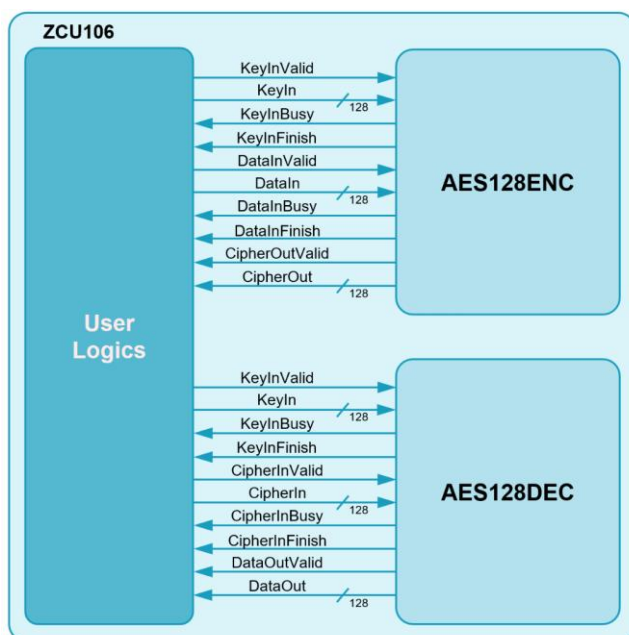 ZCU106
KeyInValid
KeyIn
128
KeyInBusy
KeyInFinish
DataInValid
DataIn
128
DataInBusy
DataInFinish
CipherOutValid
CipherOut
128
AES128ENC
User
Logics
KeyInValid
KeyIn
128
KeyInBusy
KeyInFinish
CipherInValid
CipherIn
128
CipherInBusy
CipherInFinish
DataOutValid
DataOut
128
AES128DEC